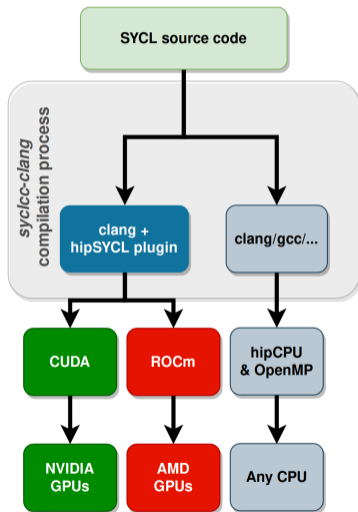 SYCL source code
syclcc-clang
compilation process
clang +
hipSYCL plugin
clang/gcc/...
CUDA
ROCm
hipCPU
& OpenMP
NVIDIA
GPUs
AMD
GPUs
Any CPU